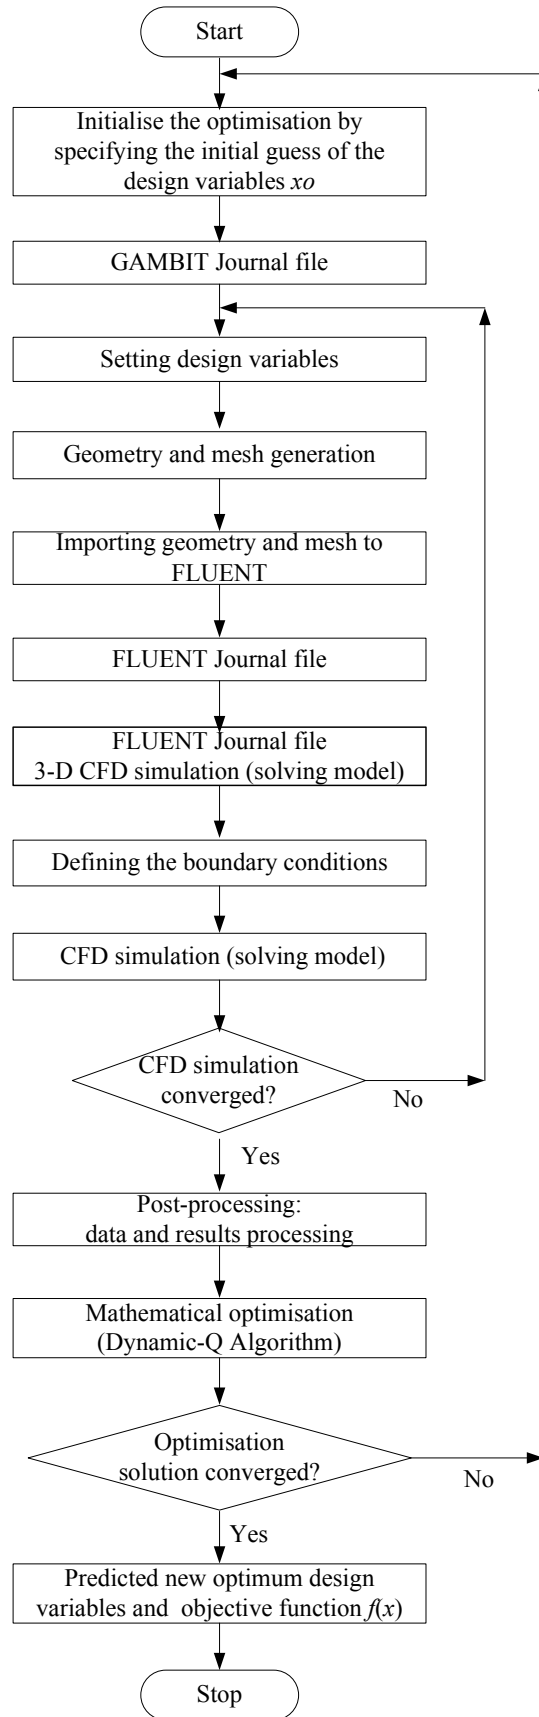 Start
Initialise the optimisation by
specifying the initial guess of the
design variables xo
GAMBIT Journal file
Setting design variables
Geometry and mesh generation
Importing geometry and mesh to
FLUENT
FLUENT Journal file
FLUENT Journal file
3-D CFD simulation (solving model)
Defining the boundary conditions
CFD simulation (solving model)
CFD simulation
converged?
No
Yes
Post-processing:
data and results processing
Mathematical optimisation
(Dynamic-Q Algorithm)
Optimisation
solution converged?
No
Yes
Predicted new optimum design
variables and objective function f(x)
Stop